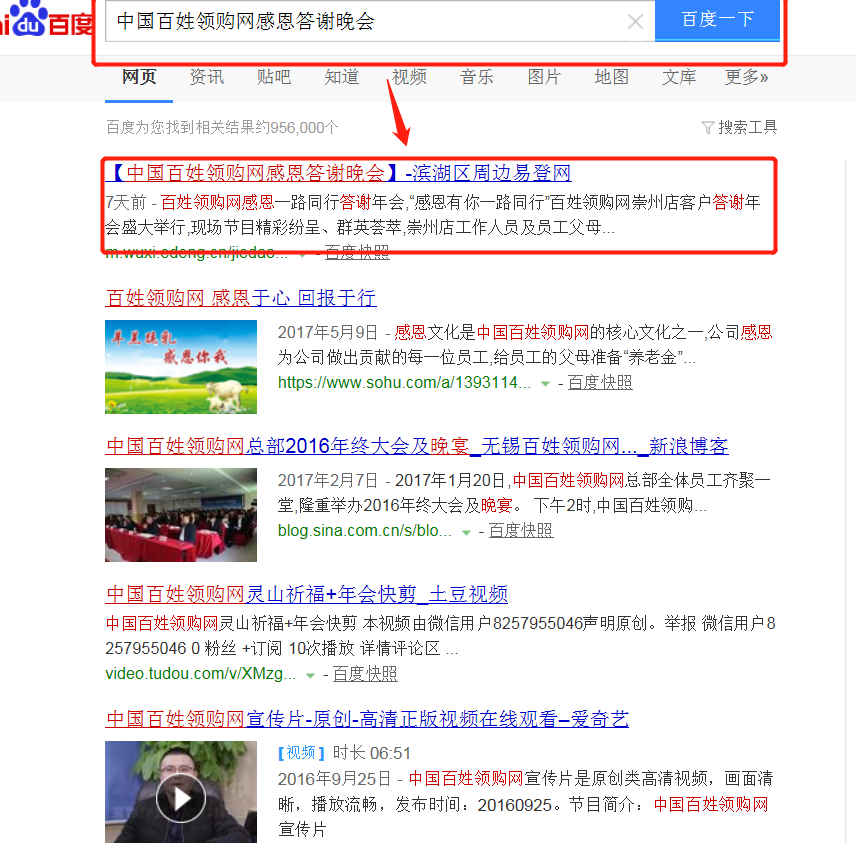 du百度
中国百姓领购网感恩答谢晚会
百度一下
网页 资讯 贴吧 知道 视频 音乐 图片 地图 文库 更多»
百度为您找到相关结果约956,000个
搜索工具
【中国百姓领购网感恩答谢晚会】-滨湖区周边易登网
7天前 - 百姓领购网感恩一路同行答谢年会,“感恩有你一路同行”百姓领购网崇州店客户答谢年
会盛大举行,现场节目精彩纷呈、群英荟萃,崇州店工作人员及员工父母...
m.wuxi.edeng.cn/jiedao... - 百度快照
百姓领购网 感恩于心 回报于行
羊羔跪乳
感恩你我
2017年5月9日 - 感恩文化是中国百姓领购网的核心文化之一,公司感恩
为公司做出贡献的每一位员工,给员工的父母准备“养老金”...
https://www.sohu.com/a/1393114... - 百度快照
中国百姓领购网总部2016年终大会及晚宴_无锡百姓领购网..._新浪博客
2017年2月7日 - 2017年1月20日,中国百姓领购网总部全体员工齐聚一
堂,隆重举办2016年终大会及晚宴。 下午2时,中国百姓领购...
blog.sina.com.cn/s/blo... - 百度快照
中国百姓领购网灵山祈福+年会快剪_土豆视频
中国百姓领购网灵山祈福+年会快剪 本视频由微信用户8257955046声明原创。举报 微信用户8
257955046 0 粉丝 +订阅 10次播放 详情评论区 ...
video.tudou.com/v/XMzg... - 百度快照
中国百姓领购网宣传片-原创-高清正版视频在线观看–爱奇艺
[视频] 时长 06:51
2016年9月25日 - 中国百姓领购网宣传片是原创类高清视频，画面清
晰，播放流畅，发布时间：20160925。节目简介：中国百姓领购网
宣传片